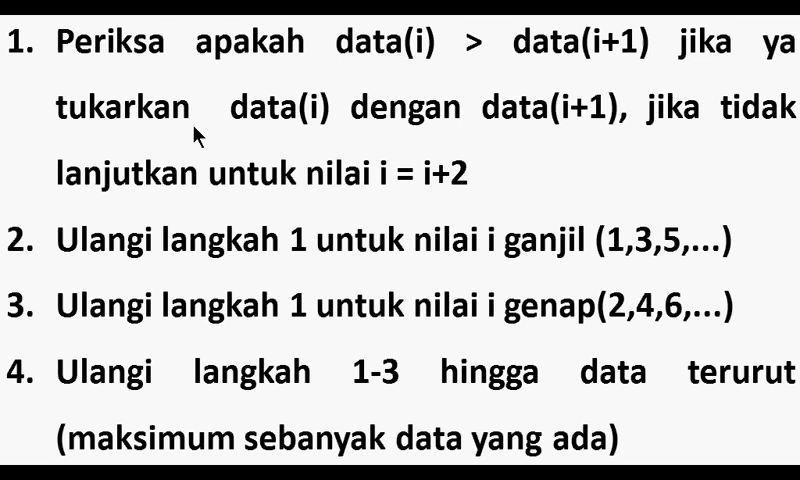 1. Periksa apakah data(i) > data(i+1) jika ya
tukarkan data(i) dengan data(i+1), jika tidak
lanjutkan untuk nilai i = i+2
2. Ulangi langkah 1 untuk nilai i ganjil (1,3,5,...)
3. Ulangi langkah 1 untuk nilai i genap(2,4,6,...)
4. Ulangi langkah 1-3 hingga data terurut
(maksimum sebanyak data yang ada)